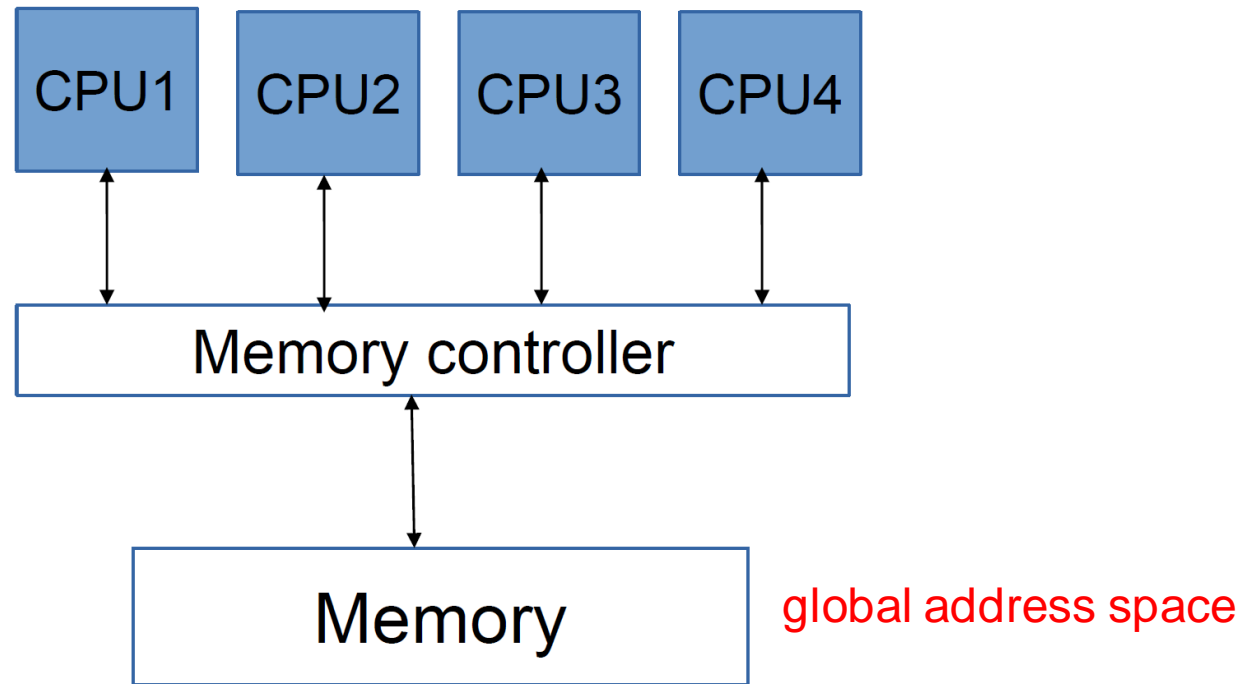 CPU1 CPU2 CPU3 CPU4
Memory controller
Memory
global address space